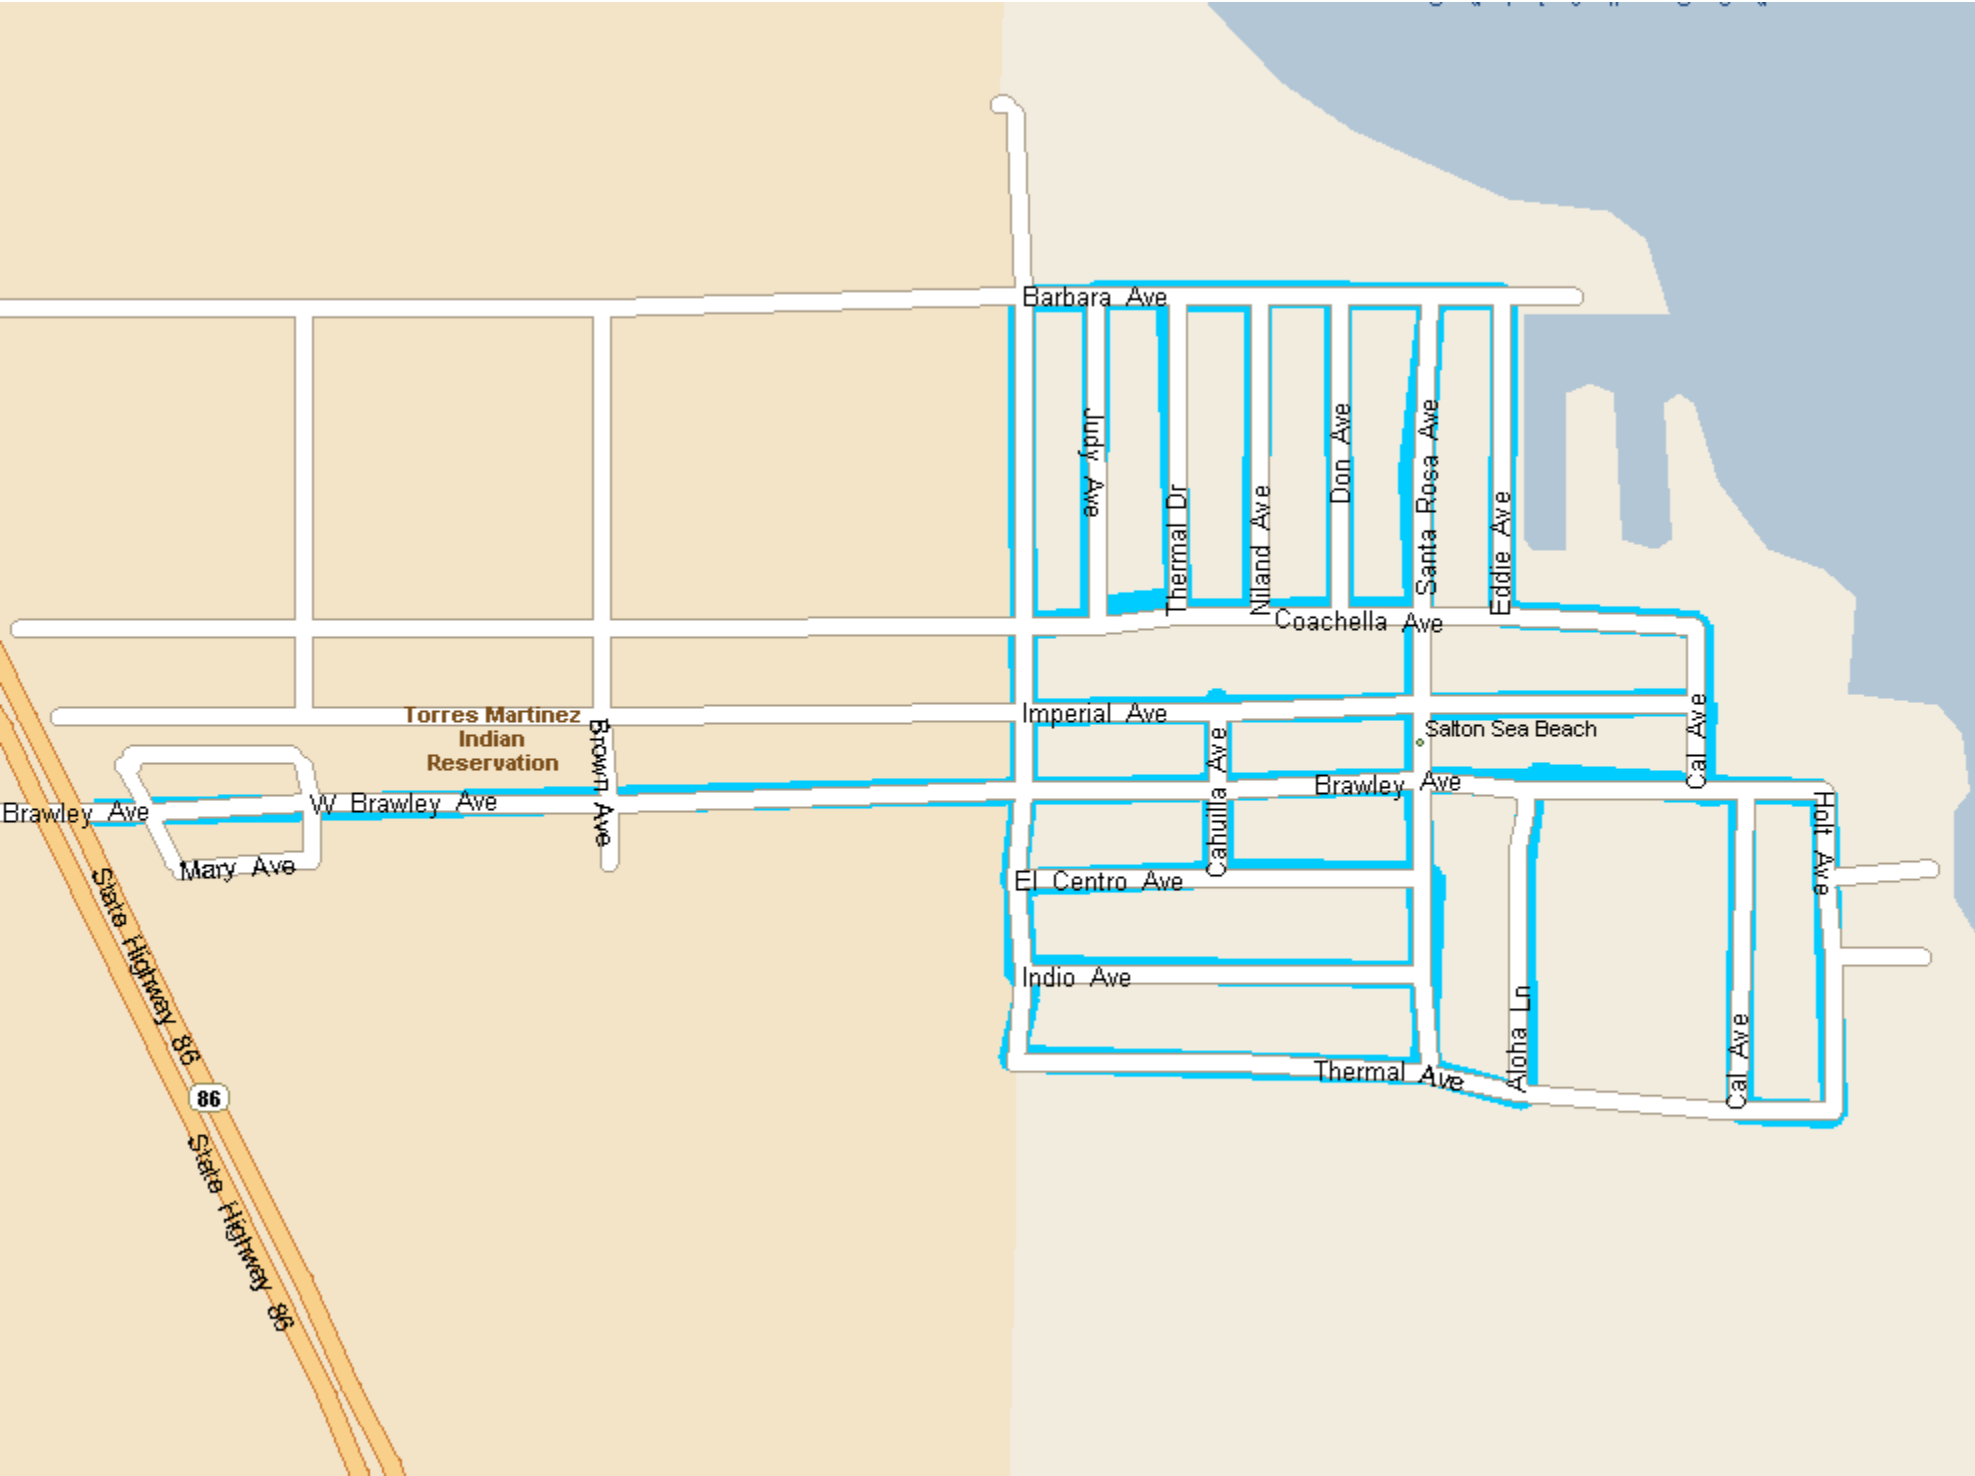 Barbara Ave
Judy Ave
Thermal Dr
Niland Ave
Don Ave
Santa Rosa Ave
Eddie Ave
Coachella Ave
Torres Martinez
Indian
Reservation
Brown Ave
Imperial Ave
Cahuilla Ave
Salton Sea Beach
Cal Ave
Brawley Ave
W Brawley Ave
Brawley Ave
Holt Ave
Mary Ave
El Centro Ave
State Highway 86
Indio Ave
Aloha Ln
Cal Ave
Thermal Ave
86
State Highway 86